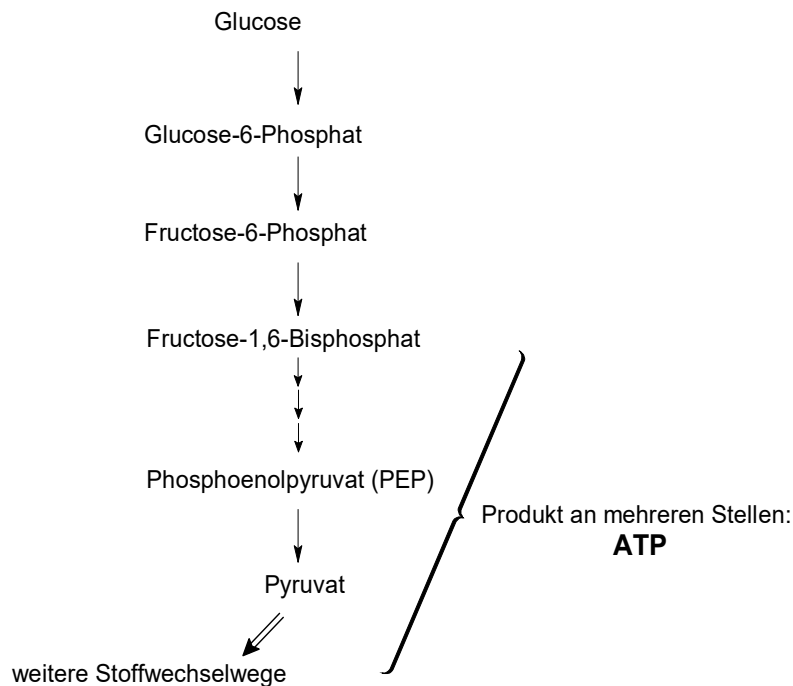 Glucose
Glucose-6-Phosphat
Fructose-6-Phosphat
Fructose-1,6-Bisphosphat
Phosphoenolpyruvat (PEP)
Produkt an mehreren Stellen:
ATP
Pyruvat
weitere Stoffwechselwege